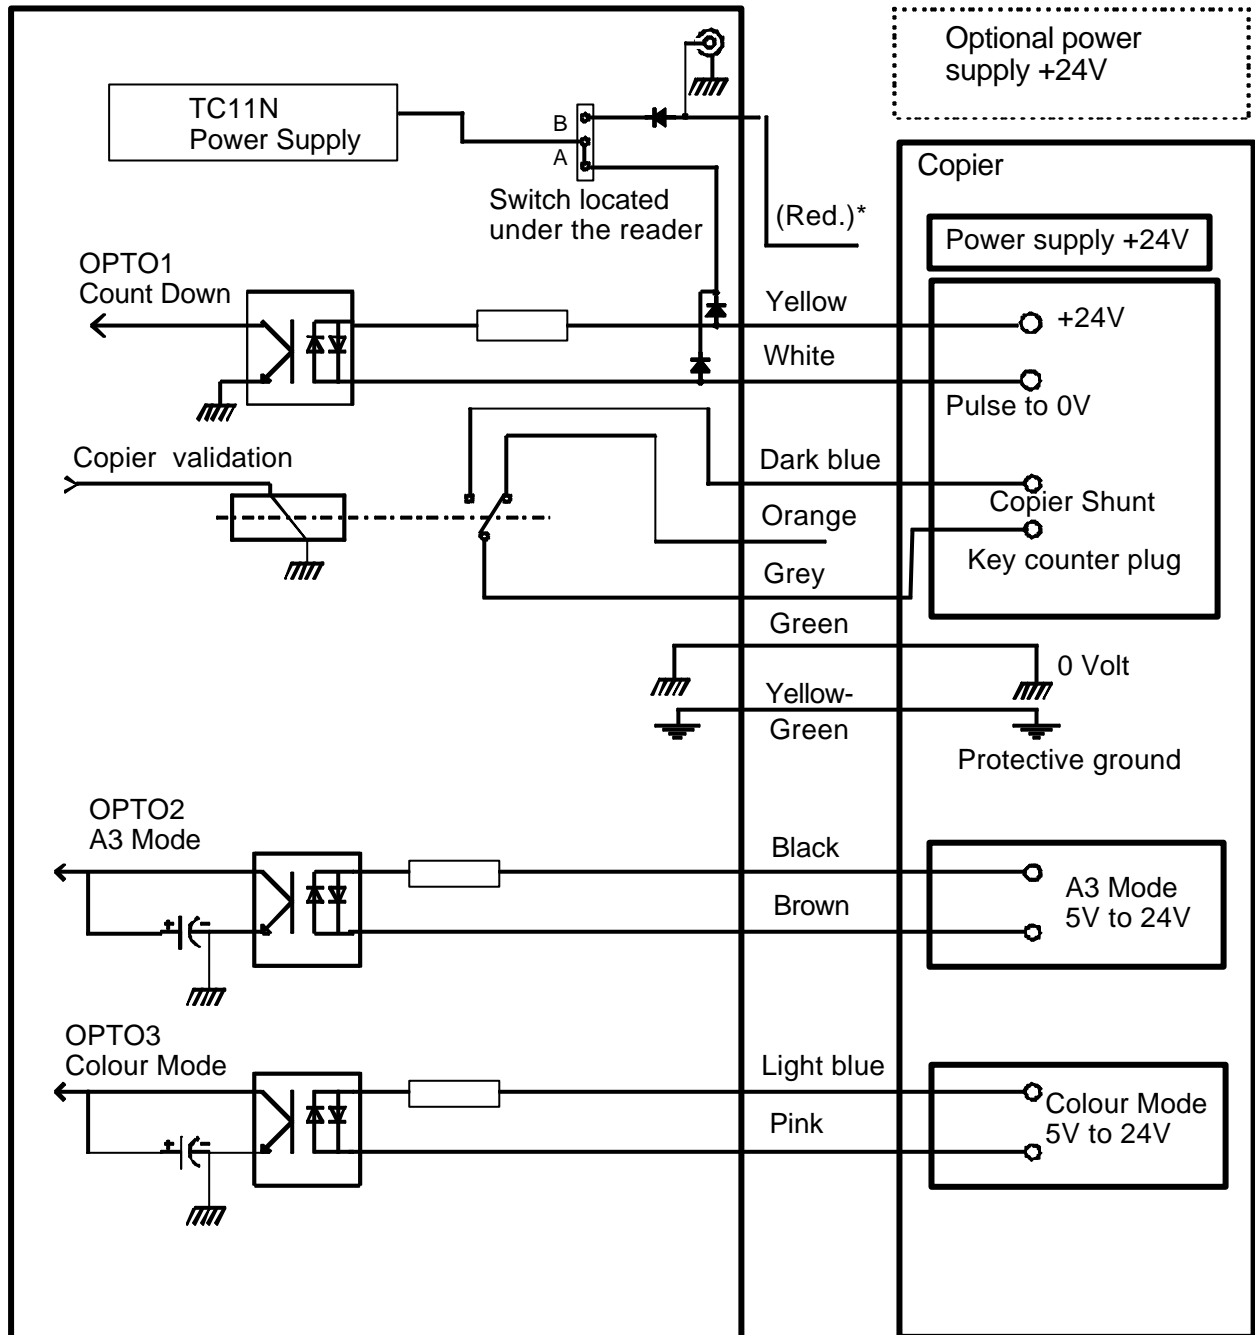 Optional power
supply +24V
TC11N
Power Supply
B
A
Copier
Switch located
under the reader
(Red.)*
Power supply +24V
OPTO1
Count Down
Yellow
+24V
White
Pulse to 0V
Copier validation
Dark blue
Copier Shunt
Orange
Key counter plug
Grey
Green
0 Volt
Yellow-
Green
Protective ground
OPTO2
A3 Mode
Black
A3 Mode
5V to 24V
Brown
+ -
OPTO3
Colour Mode
Light blue
Colour Mode
5V to 24V
Pink
+ -